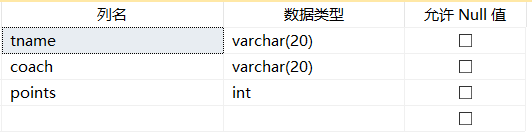 列名 数据类型 允许 Null 值
tname varchar(20)
coach varchar(20)
points int